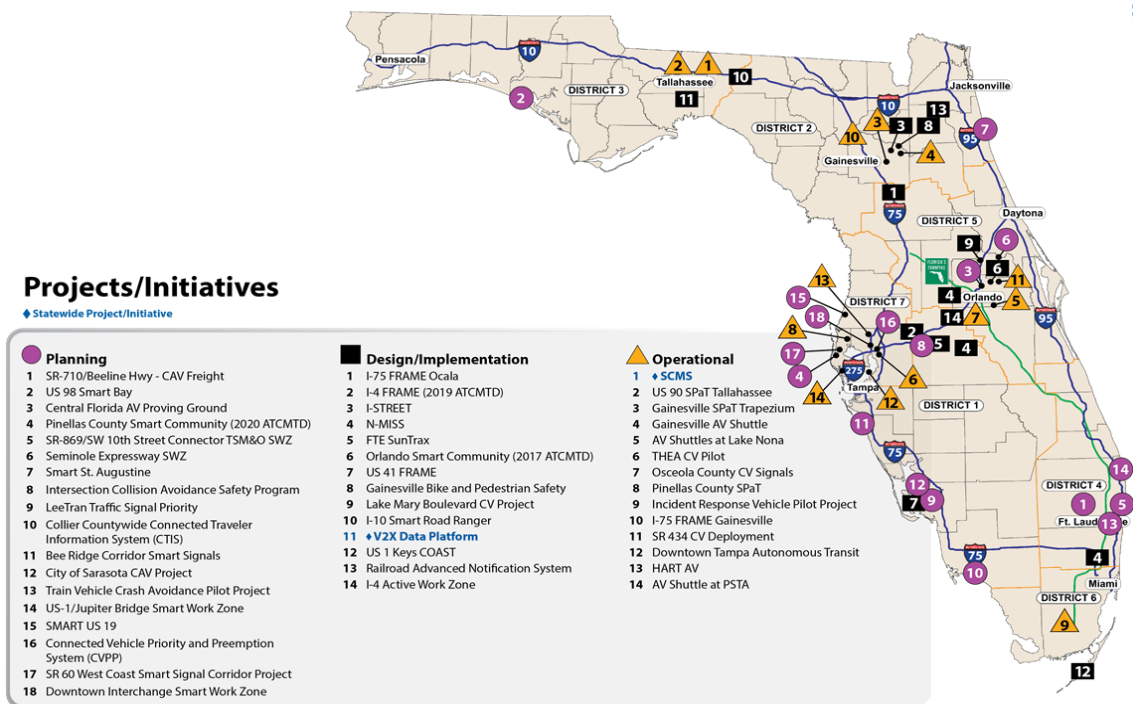 Pensacola
10
2
1
Tallahassee
10
11
DISTRICT 3
2
Jacksonville
10
13
3
3
8
95
7
DISTRICT 2
10
4
Gainesville
1
75
DISTRICT 5
Daytona
9
6
3
6
11
FLORIDA'S
TURNPIKE
4
Orlando
5
14
7
95
13
15
DISTRICT 7
18
16
8
2
8
5
4
17
4
275
6
Tampa
14
12
DISTRICT 1
11
75
12
9
7
14
DISTRICT 4
1
5
Ft. Laud
13
75
10
4
Miami
DISTRICT 6
9
12
Projects/Initiatives
♦ Statewide Project/Initiative
Planning
1 SR-710/Beeline Hwy - CAV Freight
2 US 98 Smart Bay
3 Central Florida AV Proving Ground
4 Pinellas County Smart Community (2020 ATCMTD)
5 SR-869/SW 10th Street Connector TSM&O SWZ
6 Seminole Expressway SWZ
7 Smart St. Augustine
8 Intersection Collision Avoidance Safety Program
9 LeeTran Traffic Signal Priority
10 Collier Countywide Connected Traveler
Information System (CTIS)
11 Bee Ridge Corridor Smart Signals
12 City of Sarasota CAV Project
13 Train Vehicle Crash Avoidance Pilot Project
14 US-1/Jupiter Bridge Smart Work Zone
15 SMART US 19
16 Connected Vehicle Priority and Preemption
System (CVPP)
17 SR 60 West Coast Smart Signal Corridor Project
18 Downtown Interchange Smart Work Zone
Design/Implementation
1 I-75 FRAME Ocala
2 I-4 FRAME (2019 ATCMTD)
3 I-STREET
4 N-MISS
5 FTE SunTrax
6 Orlando Smart Community (2017 ATCMTD)
7 US 41 FRAME
8 Gainesville Bike and Pedestrian Safety
9 Lake Mary Boulevard CV Project
10 I-10 Smart Road Ranger
11 ♦ V2X Data Platform
12 US 1 Keys COAST
13 Railroad Advanced Notification System
14 I-4 Active Work Zone
Operational
1 ♦ SCMS
2 US 90 SPaT Tallahassee
3 Gainesville SPaT Trapezium
4 Gainesville AV Shuttle
5 AV Shuttles at Lake Nona
6 THEA CV Pilot
7 Osceola County CV Signals
8 Pinellas County SPaT
9 Incident Response Vehicle Pilot Project
10 I-75 FRAME Gainesville
11 SR 434 CV Deployment
12 Downtown Tampa Autonomous Transit
13 HART AV
14 AV Shuttle at PSTA